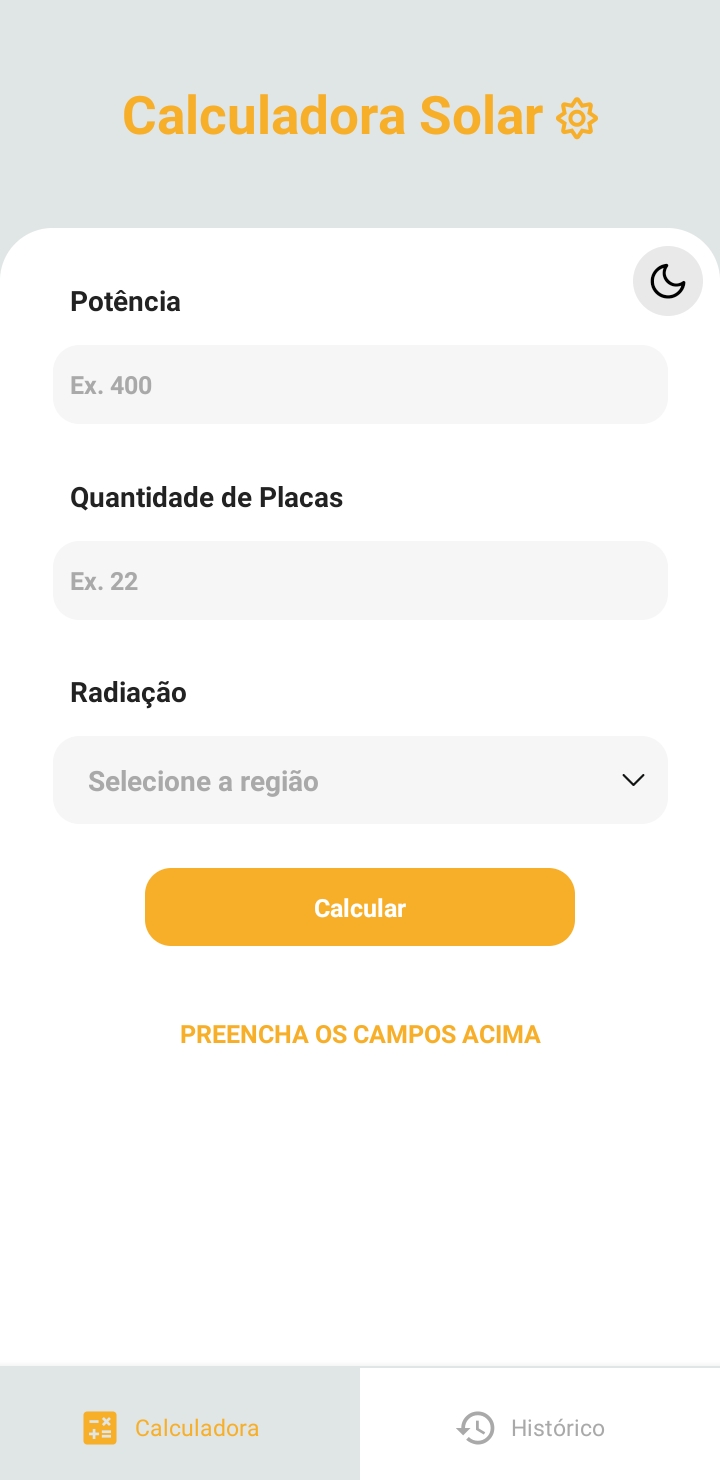 Calculadora Solar
Potência
Ex. 400
Quantidade de Placas
Ex. 22
Radiação
Selecione a região
Calcular
PREENCHA OS CAMPOS ACIMA
Calculadora
Histórico